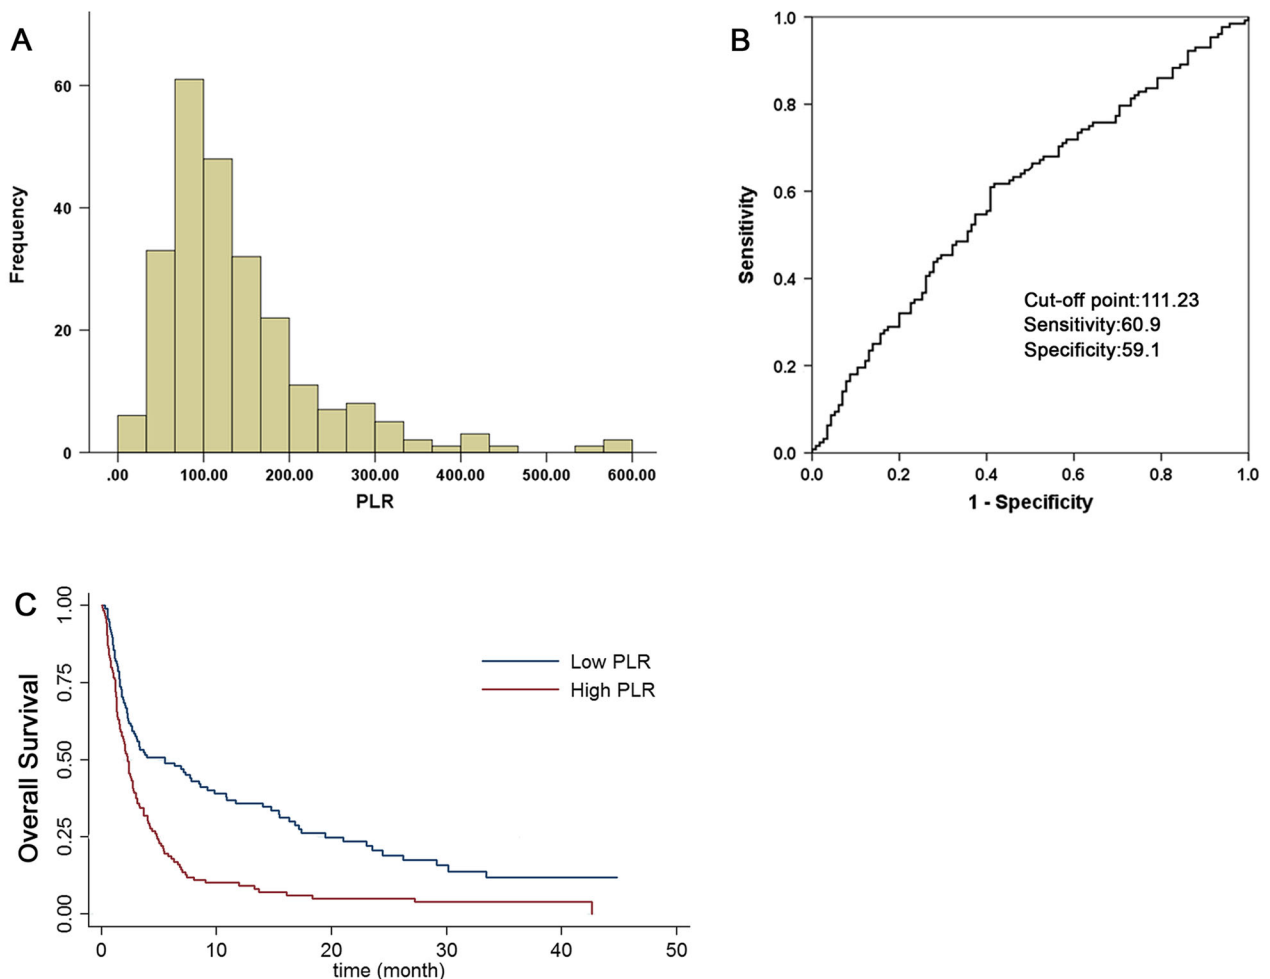 A
60
40
20
0
Frequency
.00 100.00 200.00 300.00 400.00 500.00 600.00
PLR
B
1.0
0.8
0.6
0.4
0.2
0.0
Sensitivity
Cut-off point:111.23
Sensitivity:60.9
Specificity:59.1
0.0 0.2 0.4 0.6 0.8 1.0
1 - Specificity
C
1.00
0.75
0.50
0.25
0.00
Overall Survival
Low PLR
High PLR
0 10 20 30 40 50
time (month)